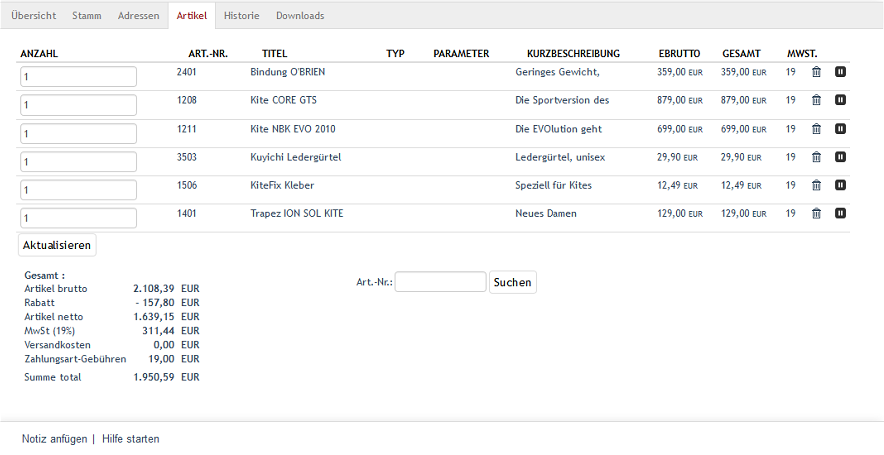 Übersicht Stamm Adressen Artikel Historie Downloads
ANZAHL ART.-NR. TITEL TYP PARAMETER KURZBESCHREIBUNG EBRUTTO GESAMT MWST.
1 2401 Bindung O'BRIEN Geringes Gewicht, 359,00 EUR 359,00 EUR 19
1 1208 Kite CORE GTS Die Sportversion des 879,00 EUR 879,00 EUR 19
1 1211 Kite NBK EVO 2010 Die EVOlution geht 699,00 EUR 699,00 EUR 19
1 3503 Kuyichi Ledergürtel Ledergürtel, unisex 29,90 EUR 29,90 EUR 19
1 1506 KiteFix Kleber Speziell für Kites 12,49 EUR 12,49 EUR 19
1 1401 Trapez ION SOL KITE Neues Damen 129,00 EUR 129,00 EUR 19
Aktualisieren
Gesamt :
Artikel brutto 2.108,39 EUR
Art.-Nr.: Suchen
Rabatt - 157,80 EUR
Artikel netto 1.639,15 EUR
MwSt (19%) 311,44 EUR
Versandkosten 0,00 EUR
Zahlungsart-Gebühren 19,00 EUR
Summe total 1.950,59 EUR
Notiz anfügen | Hilfe starten